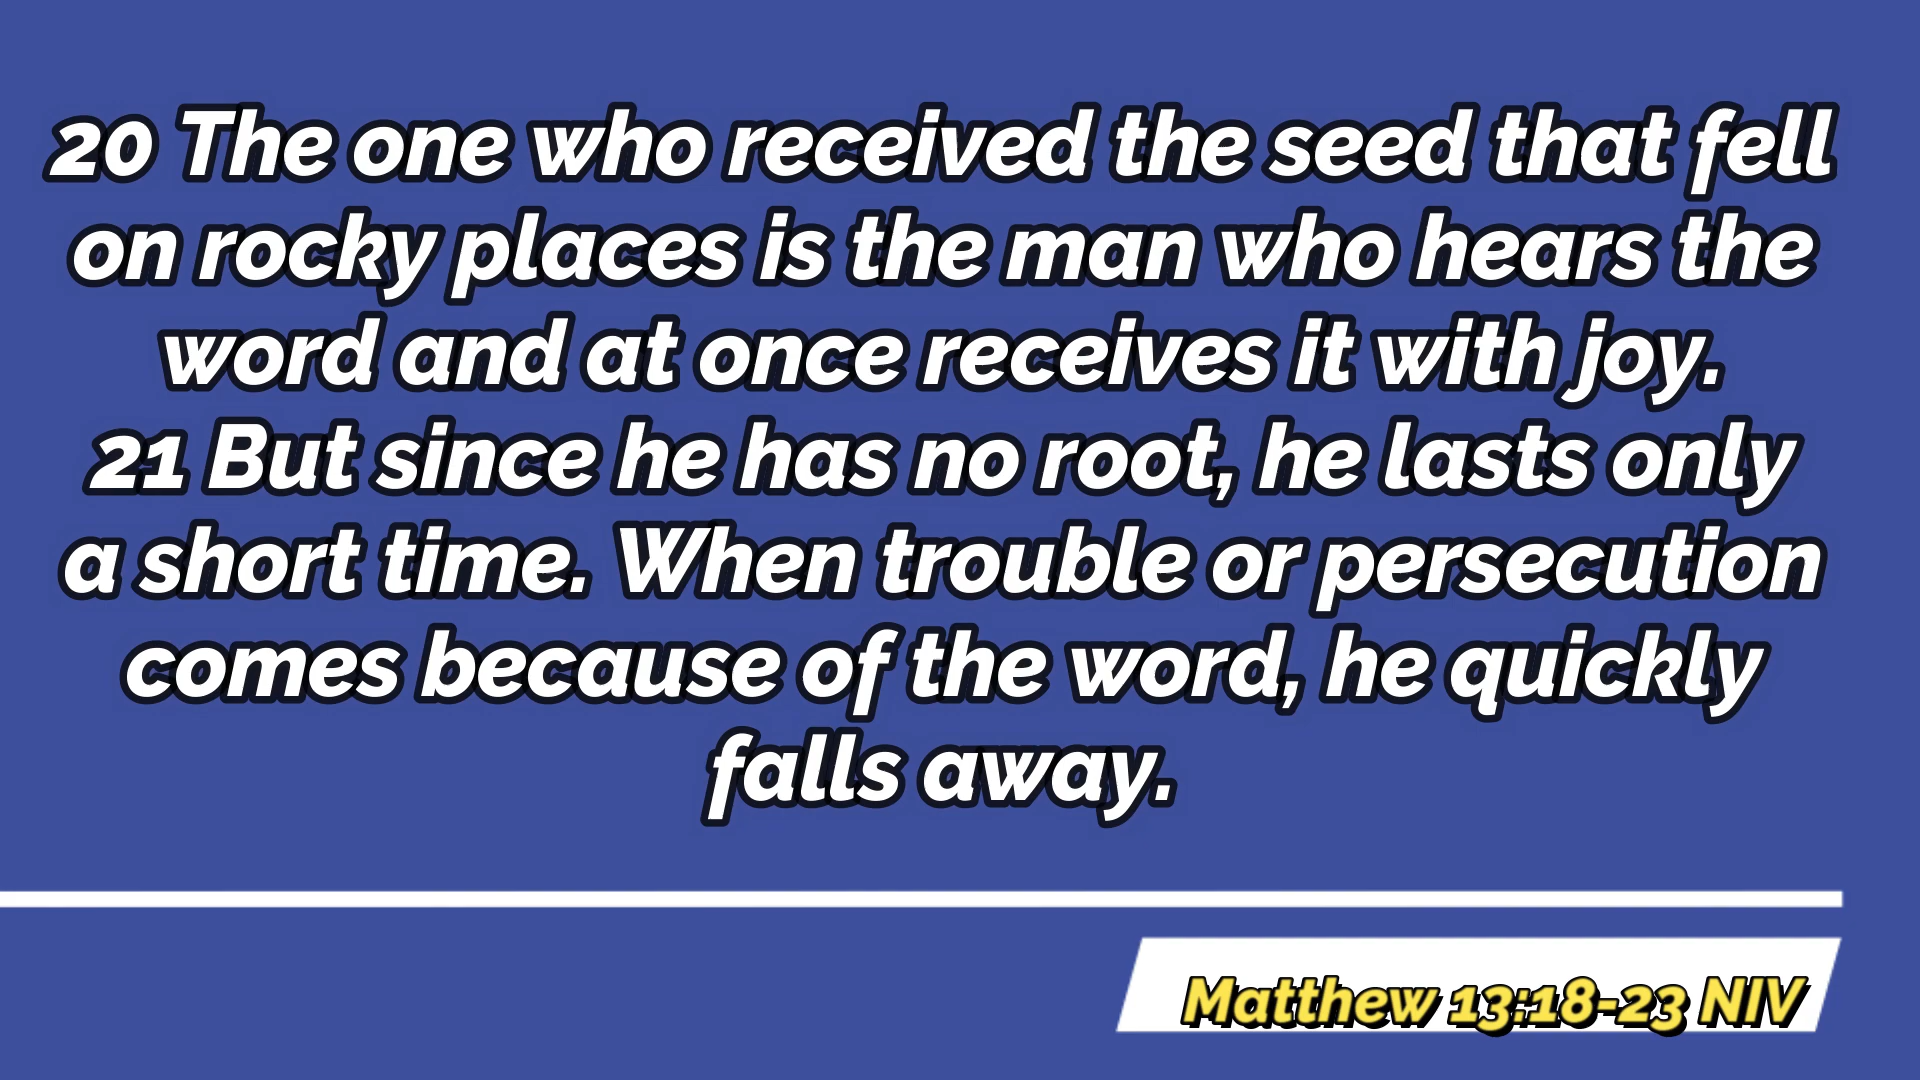 20 The one who received the seed that fell
on rocky places is the man who hears the
word and at once receives it with joy.
21 But since he has no root, he lasts only
a short time. When trouble or persecution
comes because of the word, he quickly
falls away.
Matthew 13:18-23 NIV